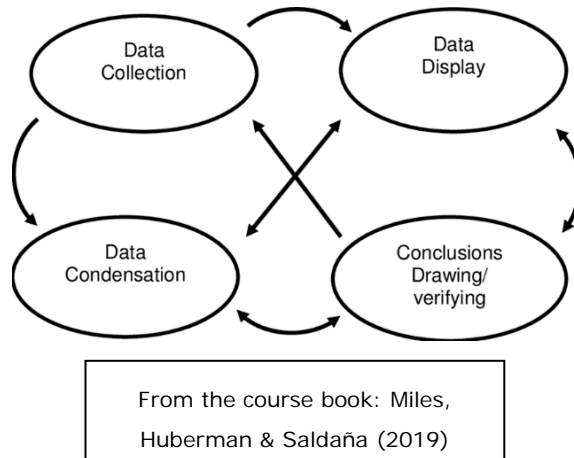 Data
Collection
Data
Display
Data
Condensation
Conclusions
Drawing/
verifying
From the course book: Miles,
Huberman & Saldaña (2019)